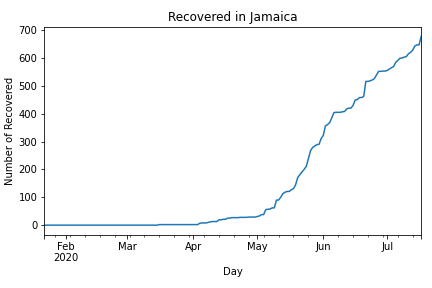 Recovered in Jamaica
Number of Recovered
700
600
500
400
300
200
100
0
Feb
2020
Mar
Apr
May
Jun
Jul
Day